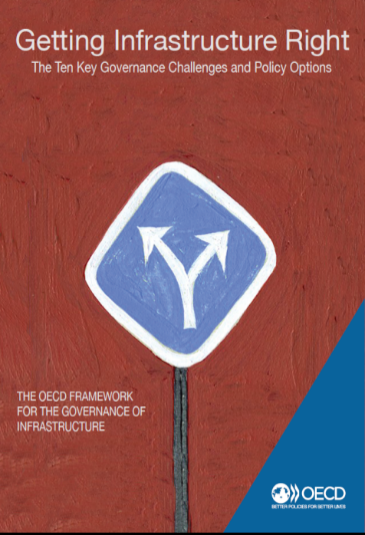 Getting Infrastructure Right
The Ten Key Governance Challenges and Policy Options
THE OECD FRAMEWORK
FOR THE GOVERNANCE OF
INFRASTRUCTURE
OECD
BETTER POLICIES FOR BETTER LIVES